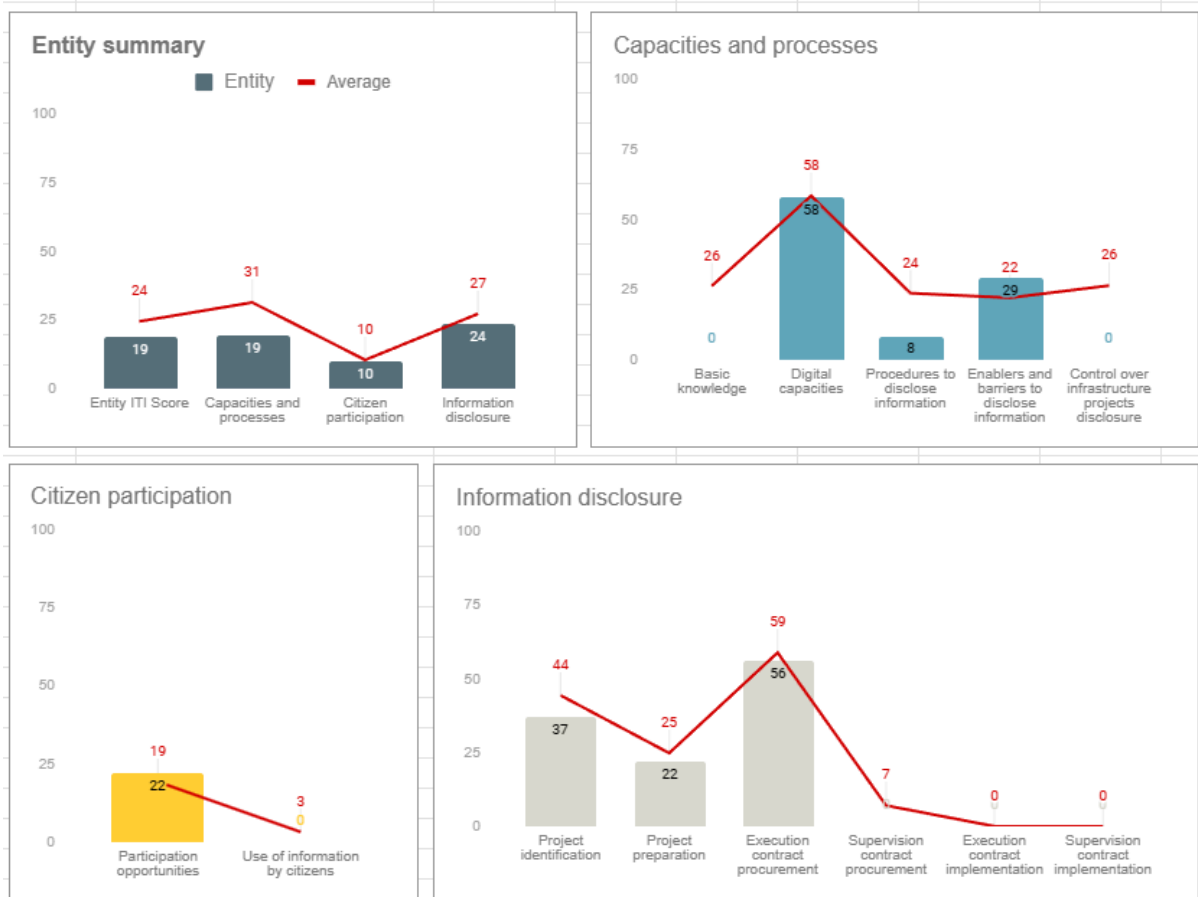 Entity summary
Entity
Average
100
75
50
25
0
24
31
10
27
19
19
10
24
Entity ITI Score
Capacities and
processes
Citizen
participation
Information
disclosure
Capacities and processes
100
75
50
25
0
26
58
24
22
26
0
58
8
29
0
Basic
knowledge
Digital
capacities
Procedures to
disclose
information
Enablers and
barriers to
disclose
information
Control over
infrastructure
projects
disclosure
Citizen participation
100
75
50
25
0
19
3
22
0
Participation
opportunities
Use of information
by citizens
Information disclosure
100
75
50
25
0
44
25
59
7
0
0
37
22
56
0
0
0
Project
identification
Project
preparation
Execution
contract
procurement
Supervision
contract
procurement
Execution
contract
implementation
Supervision
contract
implementation